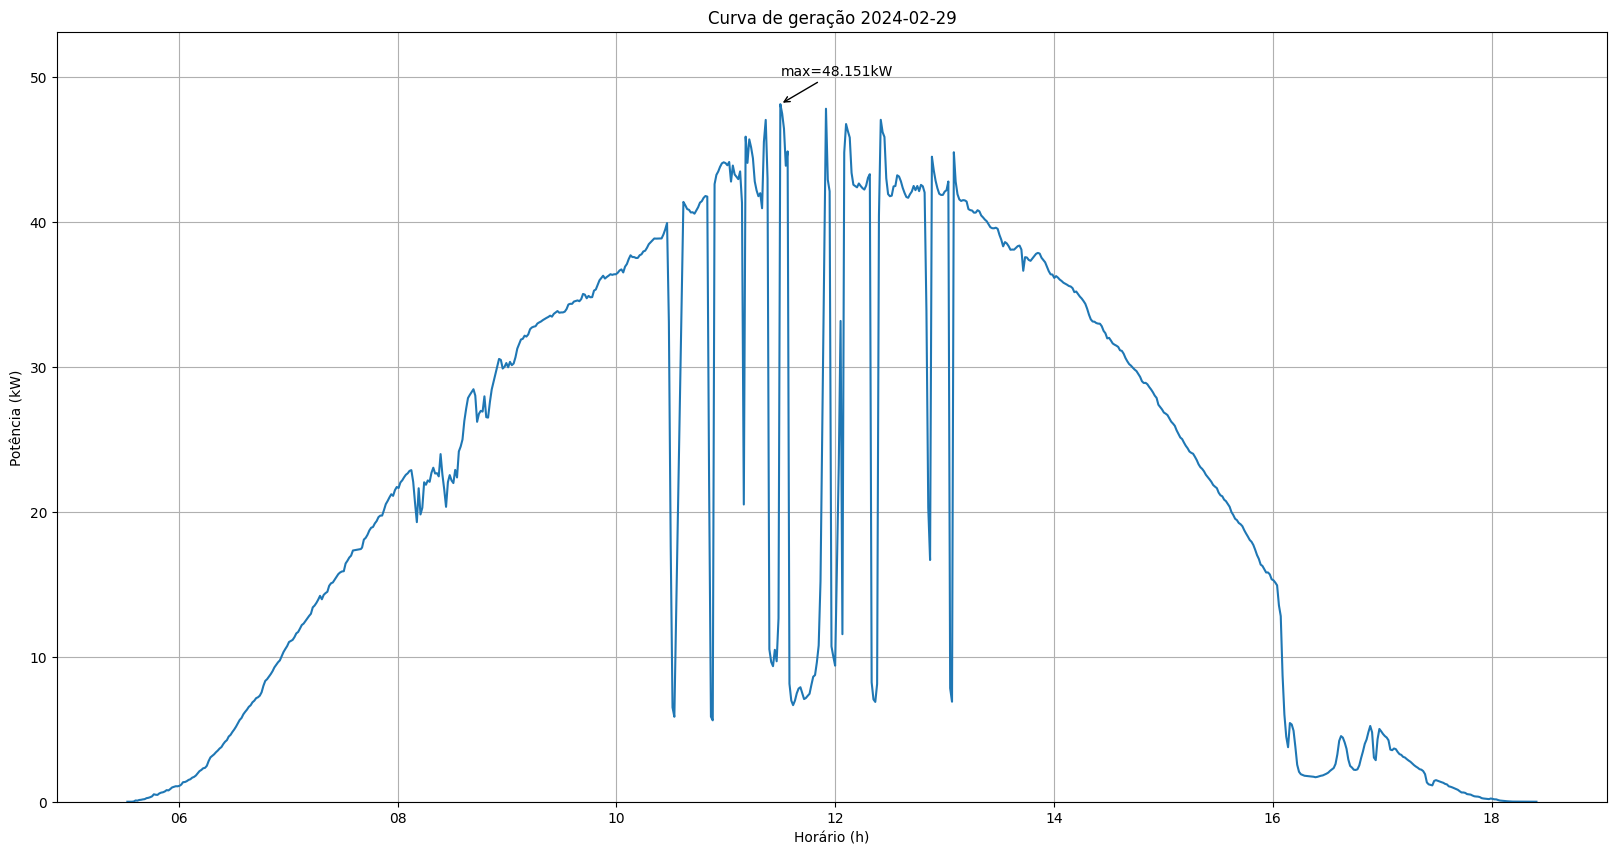 Curva de geração 2024-02-29
max=48.151kW
50
40
30
20
10
0
Potência (kW)
06 08 10 12 14 16 18
Horário (h)